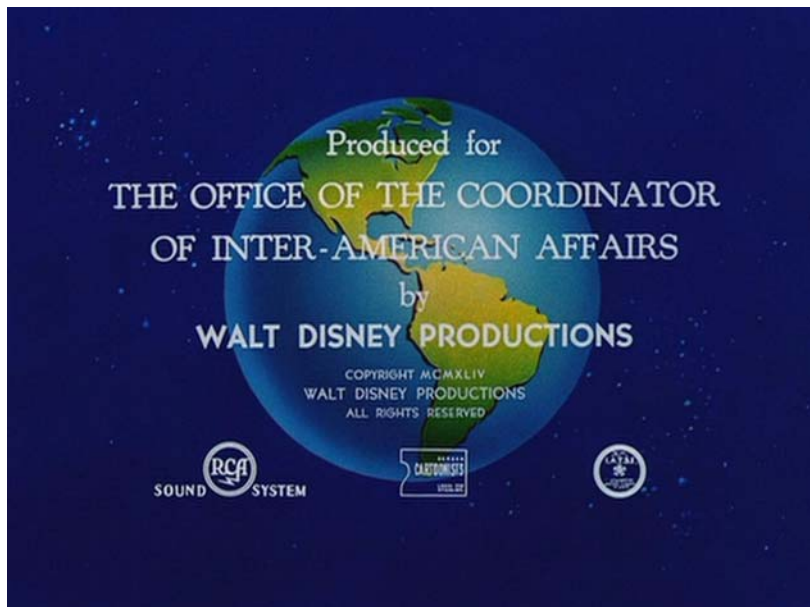 Produced for
THE OFFICE OF THE COORDINATOR
OF INTER-AMERICAN AFFAIRS
by
WALT DISNEY PRODUCTIONS
COPYRIGHT MCMXLIV
WALT DISNEY PRODUCTIONS
ALL RIGHTS RESERVED
RCA
SOUND SYSTEM
SCREEN
CARTOONISTS
I.A.T.S.E.